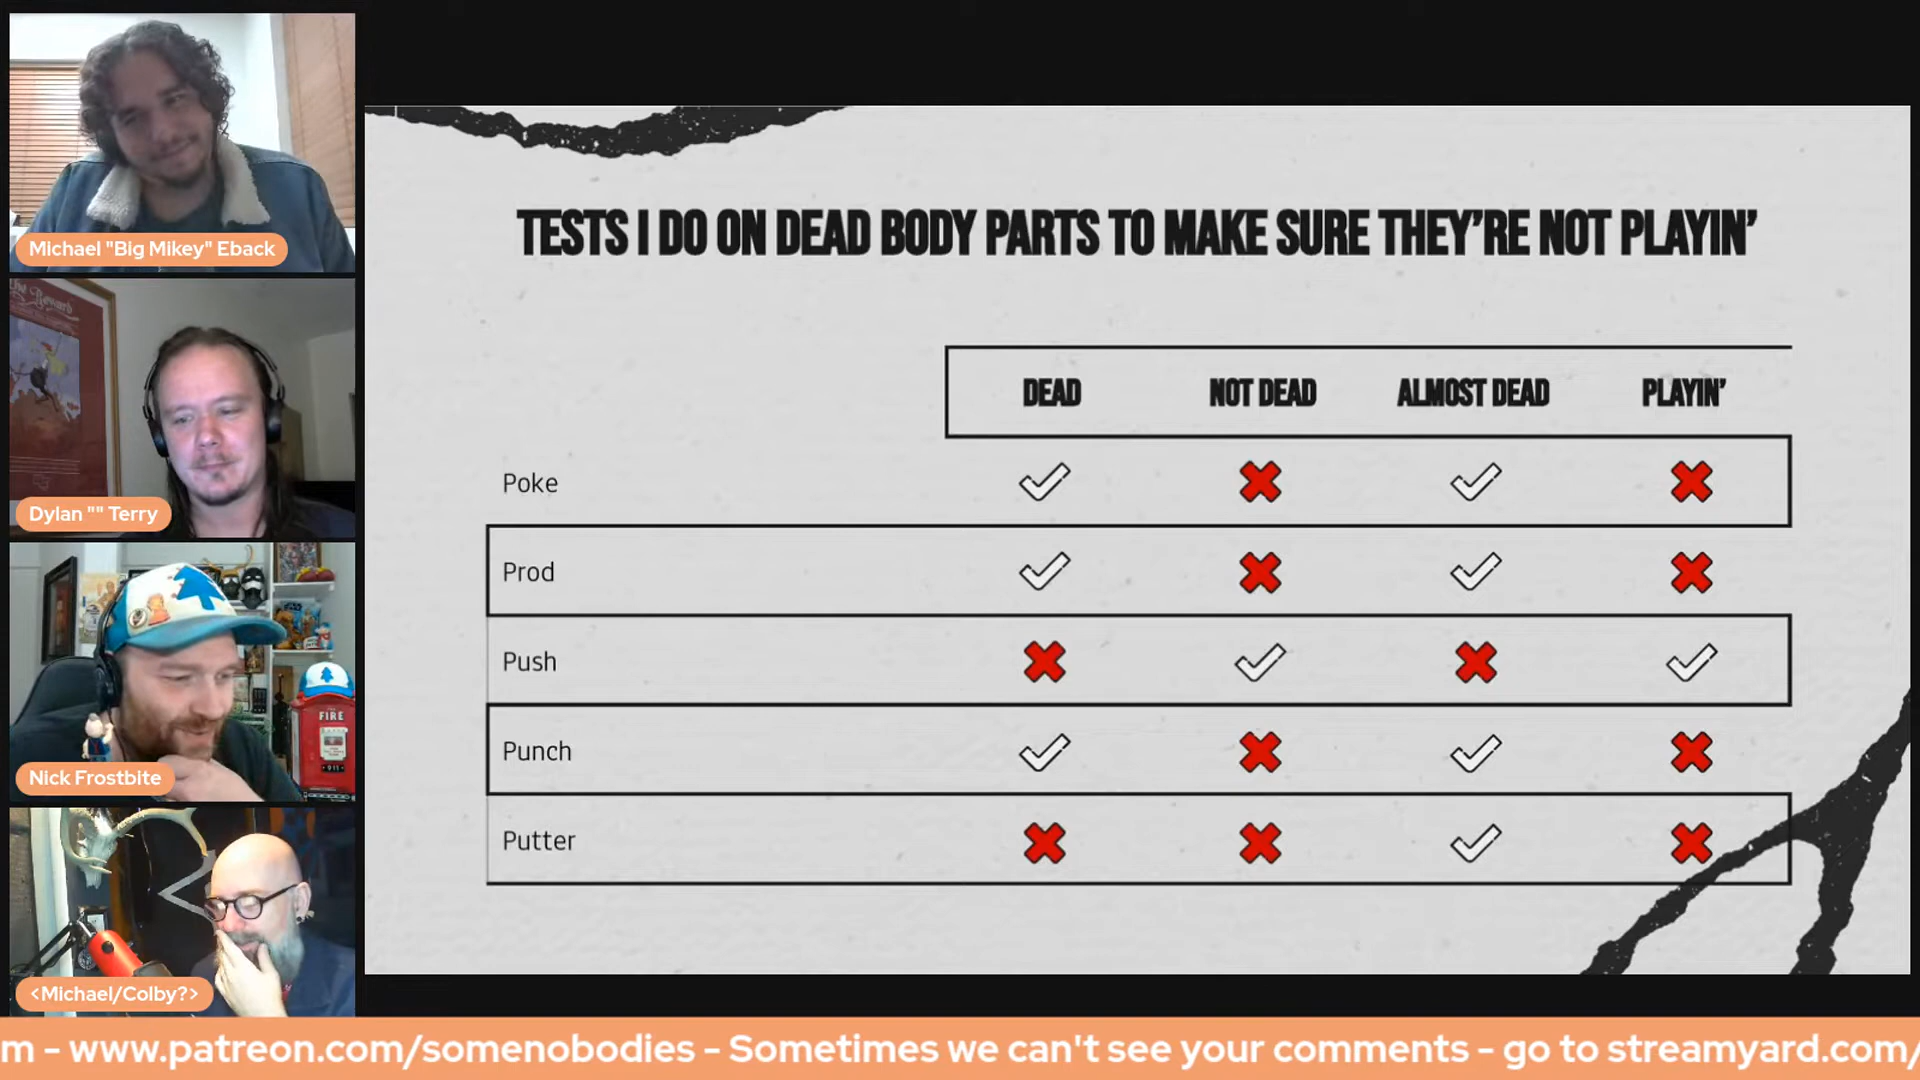 Michael "Big Mikey" Eback
Dylan "" Terry
FIRE
911
Nick Frostbite
<Michael/Colby?>
TESTS I DO ON DEAD BODY PARTS TO MAKE SURE THEY'RE NOT PLAYIN'
DEAD NOT DEAD ALMOST DEAD PLAYIN'
Poke
Prod
Push
Punch
Putter
m - www.patreon.com/somenobodies - Sometimes we can't see your comments - go to streamyard.com/